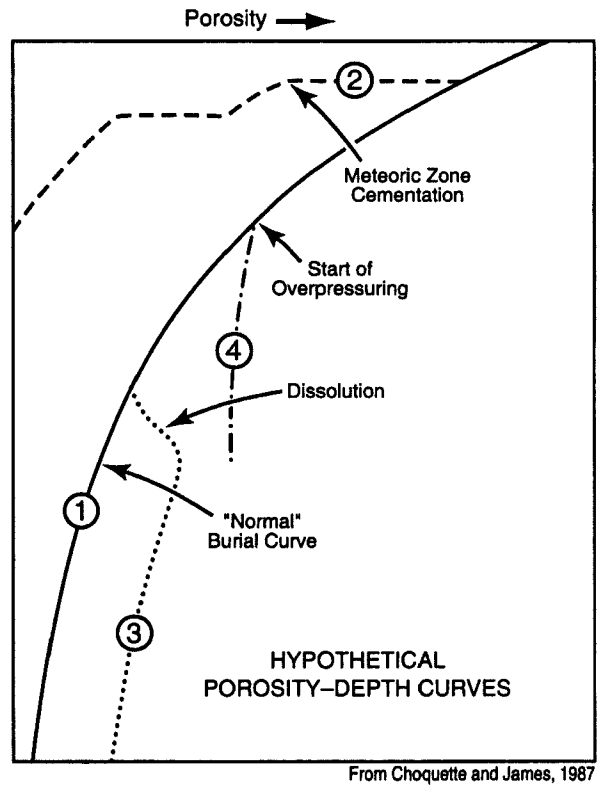 Porosity
2
Meteoric Zone
Cementation
Start of
Overpressuring
4
Dissolution
1
"Normal"
Burial Curve
3
HYPOTHETICAL
POROSITY–DEPTH CURVES
From Choquette and James, 1987